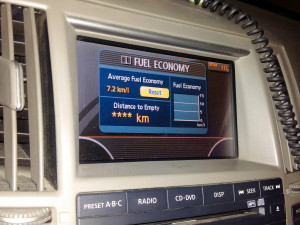 FUEL ECONOMY
Average Fuel Economy
7.2 km/l
Reset
Fuel Economy
Distance to Empty
**** km
km/l
PRESET A·B·C
RADIO
CD·DVD
DISP
SEEK
TRACK